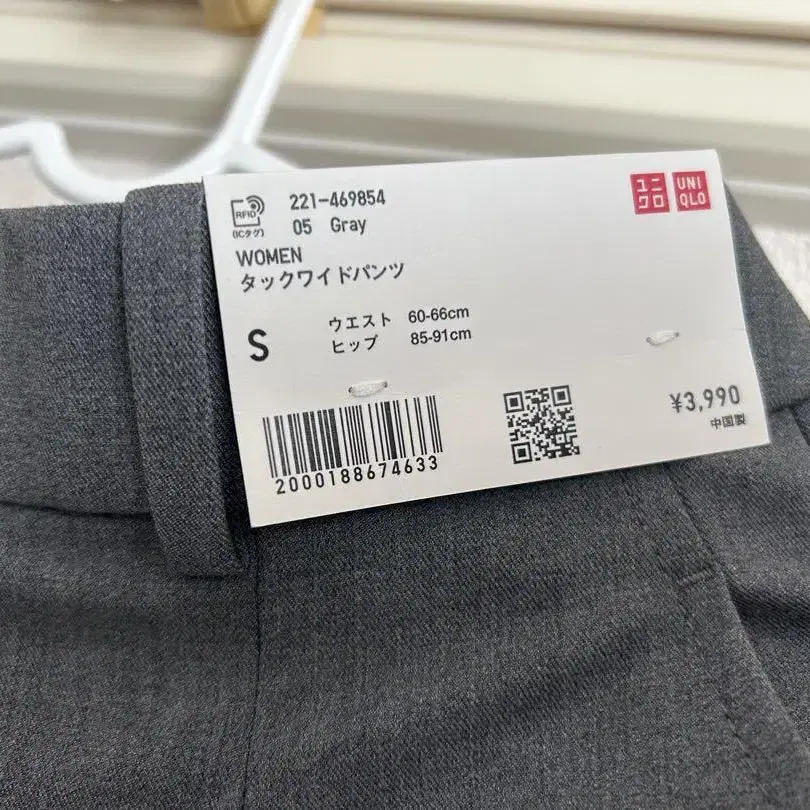 221-469854
RFID
(ICタグ)
05 Gray
ユニクロ
UNIQLO
WOMEN
タックワイドパンツ
S
ウエスト 60-66cm
ヒップ 85-91cm
2000188674633
¥3,990
中国製